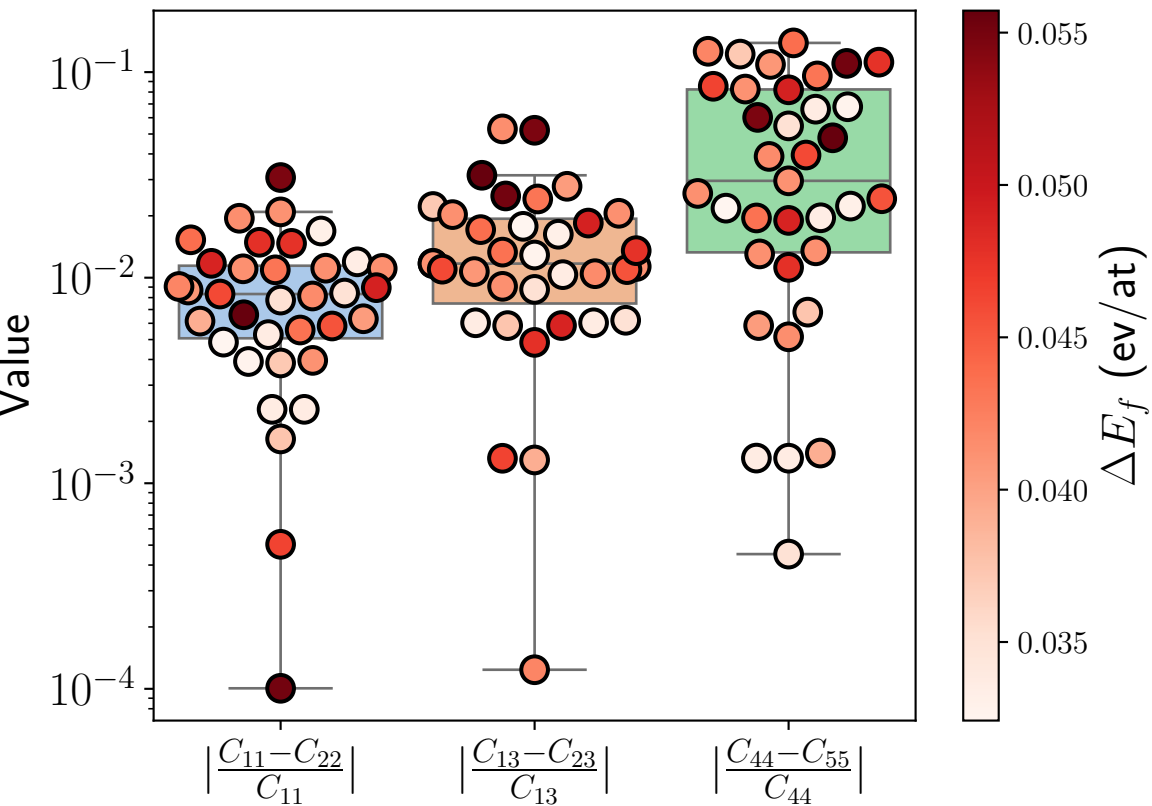 10⁻¹
10⁻²
10⁻³
10⁻⁴
Value
|C₁₁−C₂₂/C₁₁|
|C₁₃−C₂₃/C₁₃|
|C₄₄−C₅₅/C₄₄|
0.055
0.050
0.045
0.040
0.035
ΔE_f (ev/at)